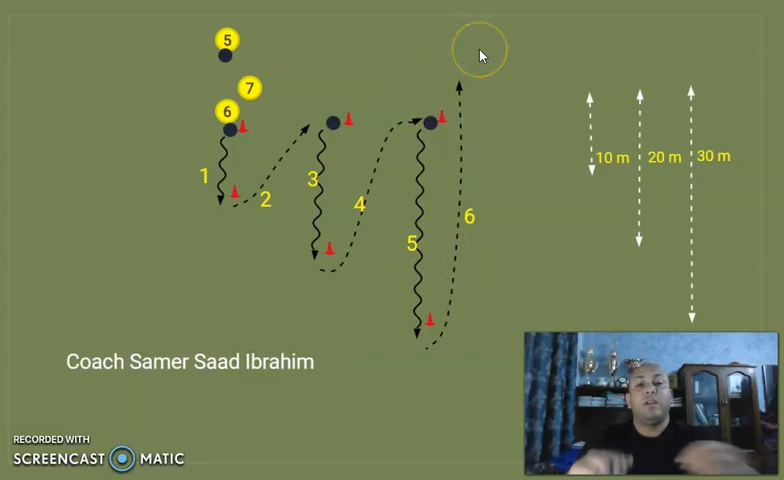 5
7
6
1
2
3
4
5
6
10 m
20 m
30 m
Coach Samer Saad Ibrahim
RECORDED WITH
SCREENCAST MATIC